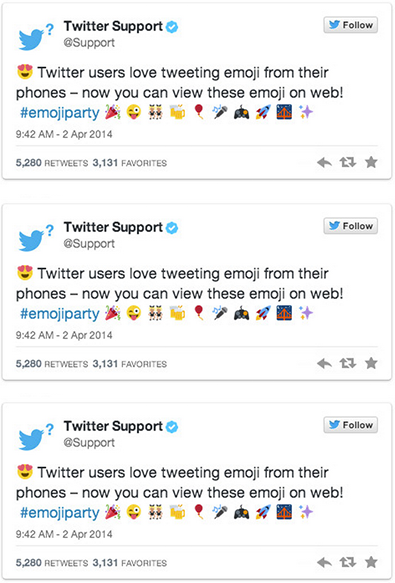 Twitter Support
Follow
@Support
😍 Twitter users love tweeting emoji from their
phones – now you can view these emoji on web!
#emojiparty 🎉 😜 👯 🍺 🎈 🎤 🎮 🚀 🌉 ✨
9:42 AM - 2 Apr 2014
5,280 RETWEETS 3,131 FAVORITES
Twitter Support
Follow
@Support
😍 Twitter users love tweeting emoji from their
phones – now you can view these emoji on web!
#emojiparty 🎉 😜 👯 🍺 🎈 🎤 🎮 🚀 🌉 ✨
9:42 AM - 2 Apr 2014
5,280 RETWEETS 3,131 FAVORITES
Twitter Support
Follow
@Support
😍 Twitter users love tweeting emoji from their
phones – now you can view these emoji on web!
#emojiparty 🎉 😜 👯 🍺 🎈 🎤 🎮 🚀 🌉 ✨
9:42 AM - 2 Apr 2014
5,280 RETWEETS 3,131 FAVORITES